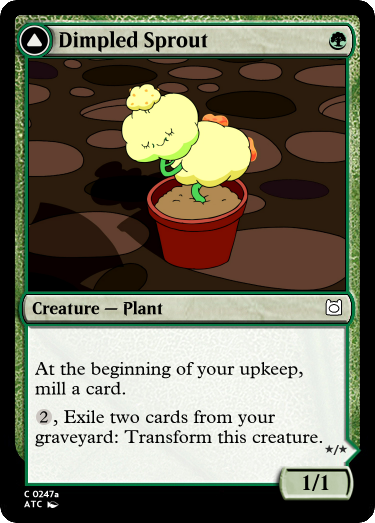 Dimpled Sprout
Creature — Plant
At the beginning of your upkeep,
mill a card.
2, Exile two cards from your
graveyard: Transform this creature.
★/★
1/1
C 0247a
ATC